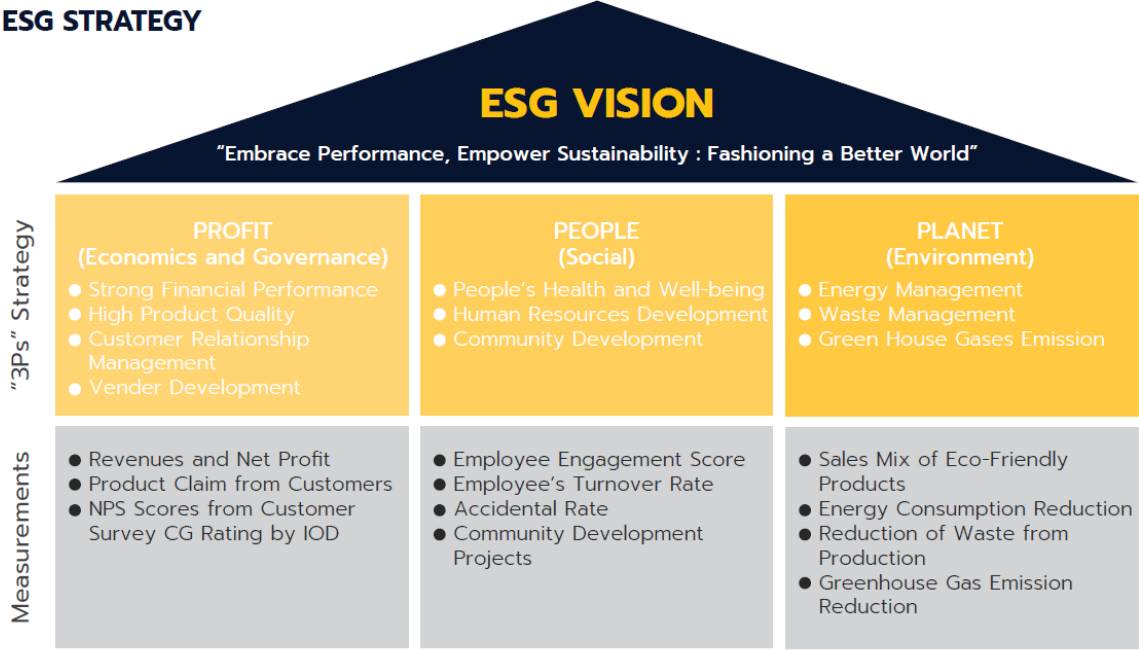 ESG STRATEGY
ESG VISION
“Embrace Performance, Empower Sustainability : Fashioning a Better World”
“3Ps” Strategy
PROFIT
(Economics and Governance)
● Strong Financial Performance
● High Product Quality
● Customer Relationship
Management
● Vender Development
PEOPLE
(Social)
● People’s Health and Well-being
● Human Resources Development
● Community Development
PLANET
(Environment)
● Energy Management
● Waste Management
● Green House Gases Emission
Measurements
● Revenues and Net Profit
● Product Claim from Customers
● NPS Scores from Customer
Survey CG Rating by IOD
● Employee Engagement Score
● Employee’s Turnover Rate
● Accidental Rate
● Community Development
Projects
● Sales Mix of Eco-Friendly
Products
● Energy Consumption Reduction
● Reduction of Waste from
Production
● Greenhouse Gas Emission
Reduction